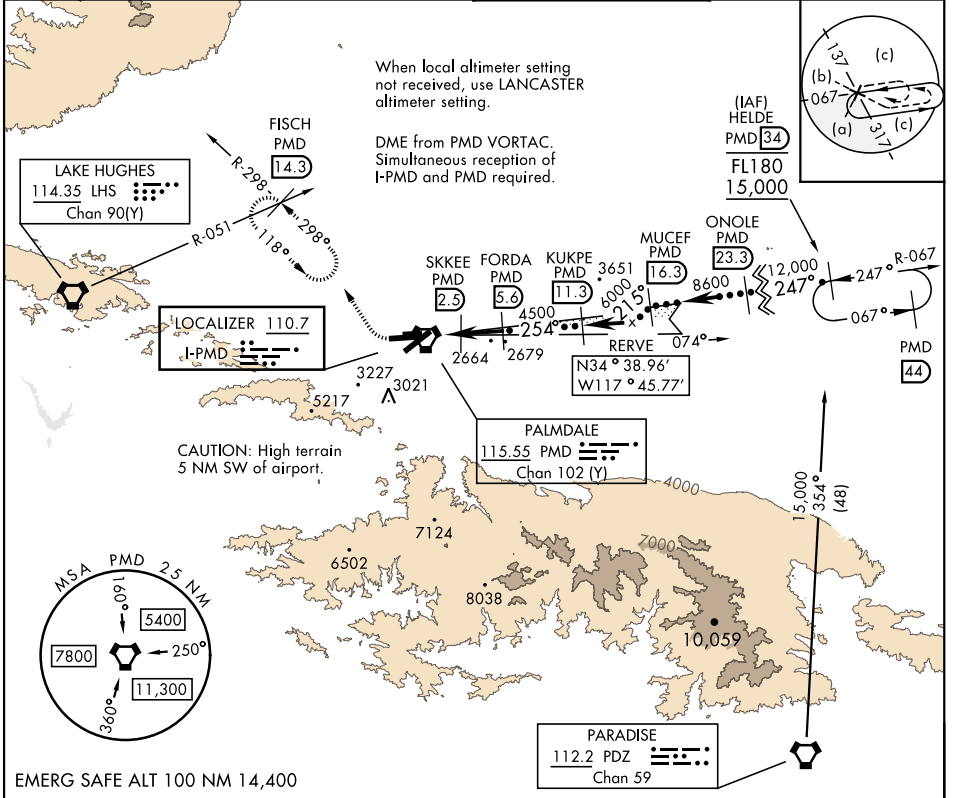 When local altimeter setting
not received, use LANCASTER
altimeter setting.
DME from PMD VORTAC.
Simultaneous reception of
I-PMD and PMD required.
137
(c)
(b)
067
(a)
(c)
317
(IAF)
HELDE
PMD 34
FL180
15,000
FISCH
PMD
14.3
R-298
298°
118°
LAKE HUGHES
114.35 LHS
Chan 90(Y)
R-051
SKKEE
PMD
2.5
FORDA
PMD
5.6
KUKPE
PMD
11.3
MUCEF
PMD
16.3
ONOLE
PMD
23.3
3651
6000
215°
8600
12,000
247°
247°
R-067
067°
PMD
44
4500
254°
x
074°
2664
2679
RERVE
N34 ° 38.96′
W117 ° 45.77′
LOCALIZER 110.7
I-PMD
3227
3021
5217
CAUTION: High terrain
5 NM SW of airport.
PALMDALE
115.55 PMD
Chan 102 (Y)
4000
7000
7124
6502
8038
10,059
15,000
354°
(48)
MSA PMD 25 NM
160°
5400
7800
250°
11,300
360°
PARADISE
112.2 PDZ
Chan 59
EMERG SAFE ALT 100 NM 14,400